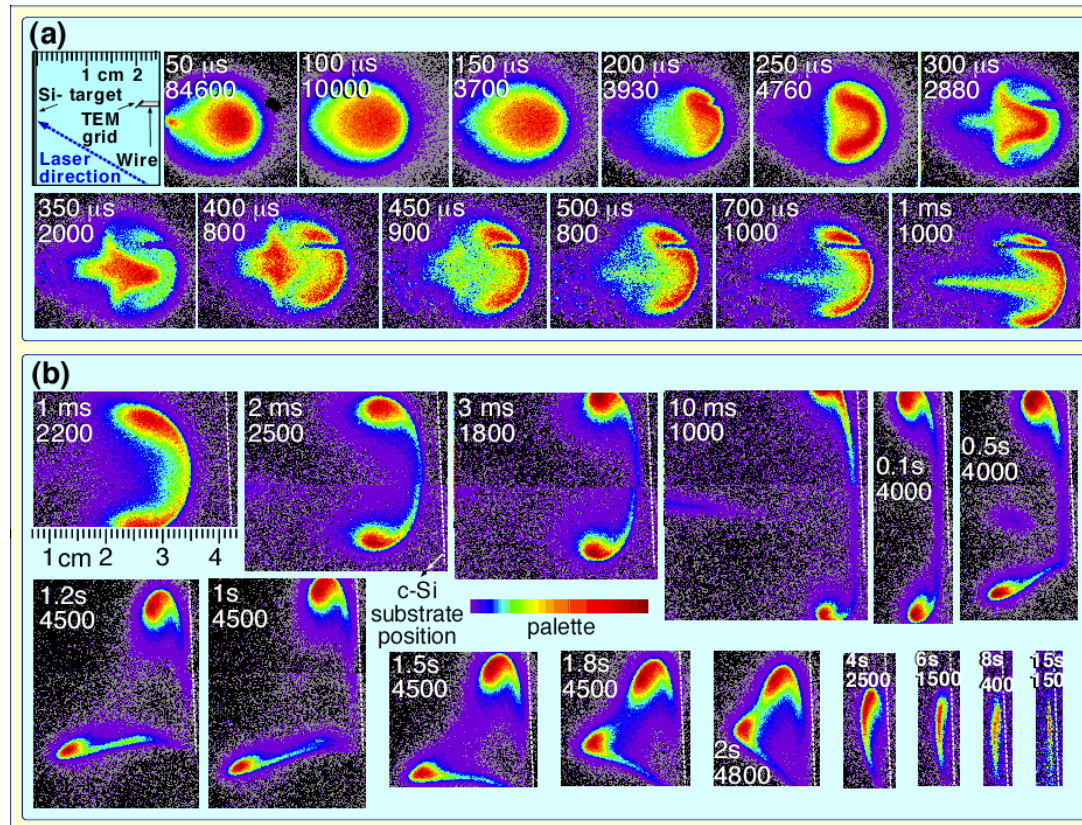 (a)
1 cm 2
Si- target
TEM
grid
Wire
Laser
direction
50 µs
84600
100 µs
10000
150 µs
3700
200 µs
3930
250 µs
4760
300 µs
2880
350 µs
2000
400 µs
800
450 µs
900
500 µs
800
700 µs
1000
1 ms
1000
(b)
1 ms
2200
2 ms
2500
3 ms
1800
10 ms
1000
0.1s
4000
0.5s
4000
1 cm 2 3 4
c-Si
substrate
position
palette
1.2s
4500
1s
4500
1.5s
4500
1.8s
4500
2s
4800
4s
2500
6s
1500
8s
400
15s
150